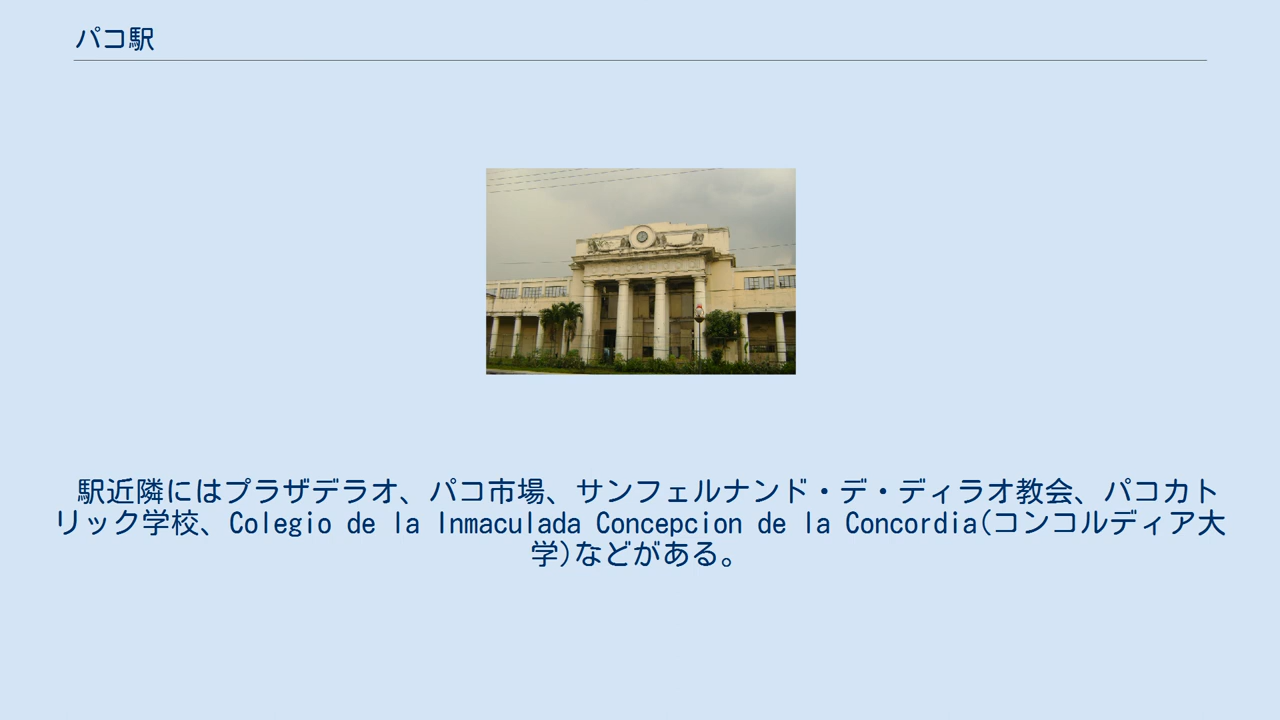 パコ駅
駅近隣にはプラザデラオ、パコ市場、サンフェルナンド・デ・ディラオ教会、パコカト
リック学校、Colegio de la Inmaculada Concepcion de la Concordia(コンコルディア大
学)などがある。